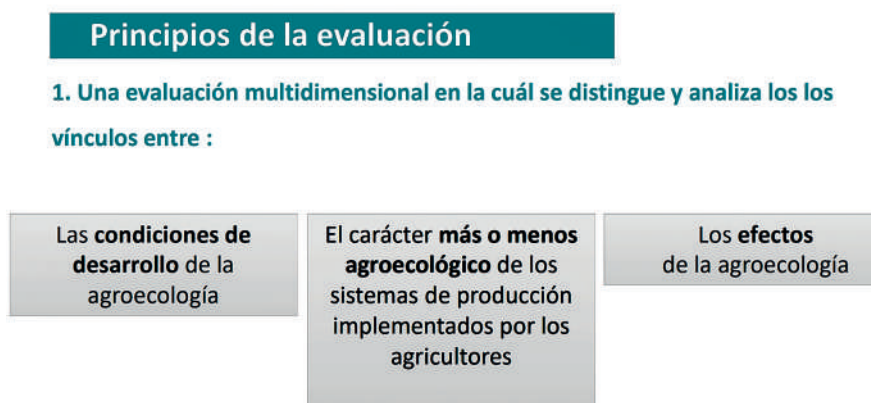 Principios de la evaluación
1. Una evaluación multidimensional en la cuál se distingue y analiza los los
vínculos entre :
Las condiciones de
desarrollo de la
agroecología
El carácter más o menos
agroecológico de los
sistemas de producción
implementados por los
agricultores
Los efectos
de la agroecología